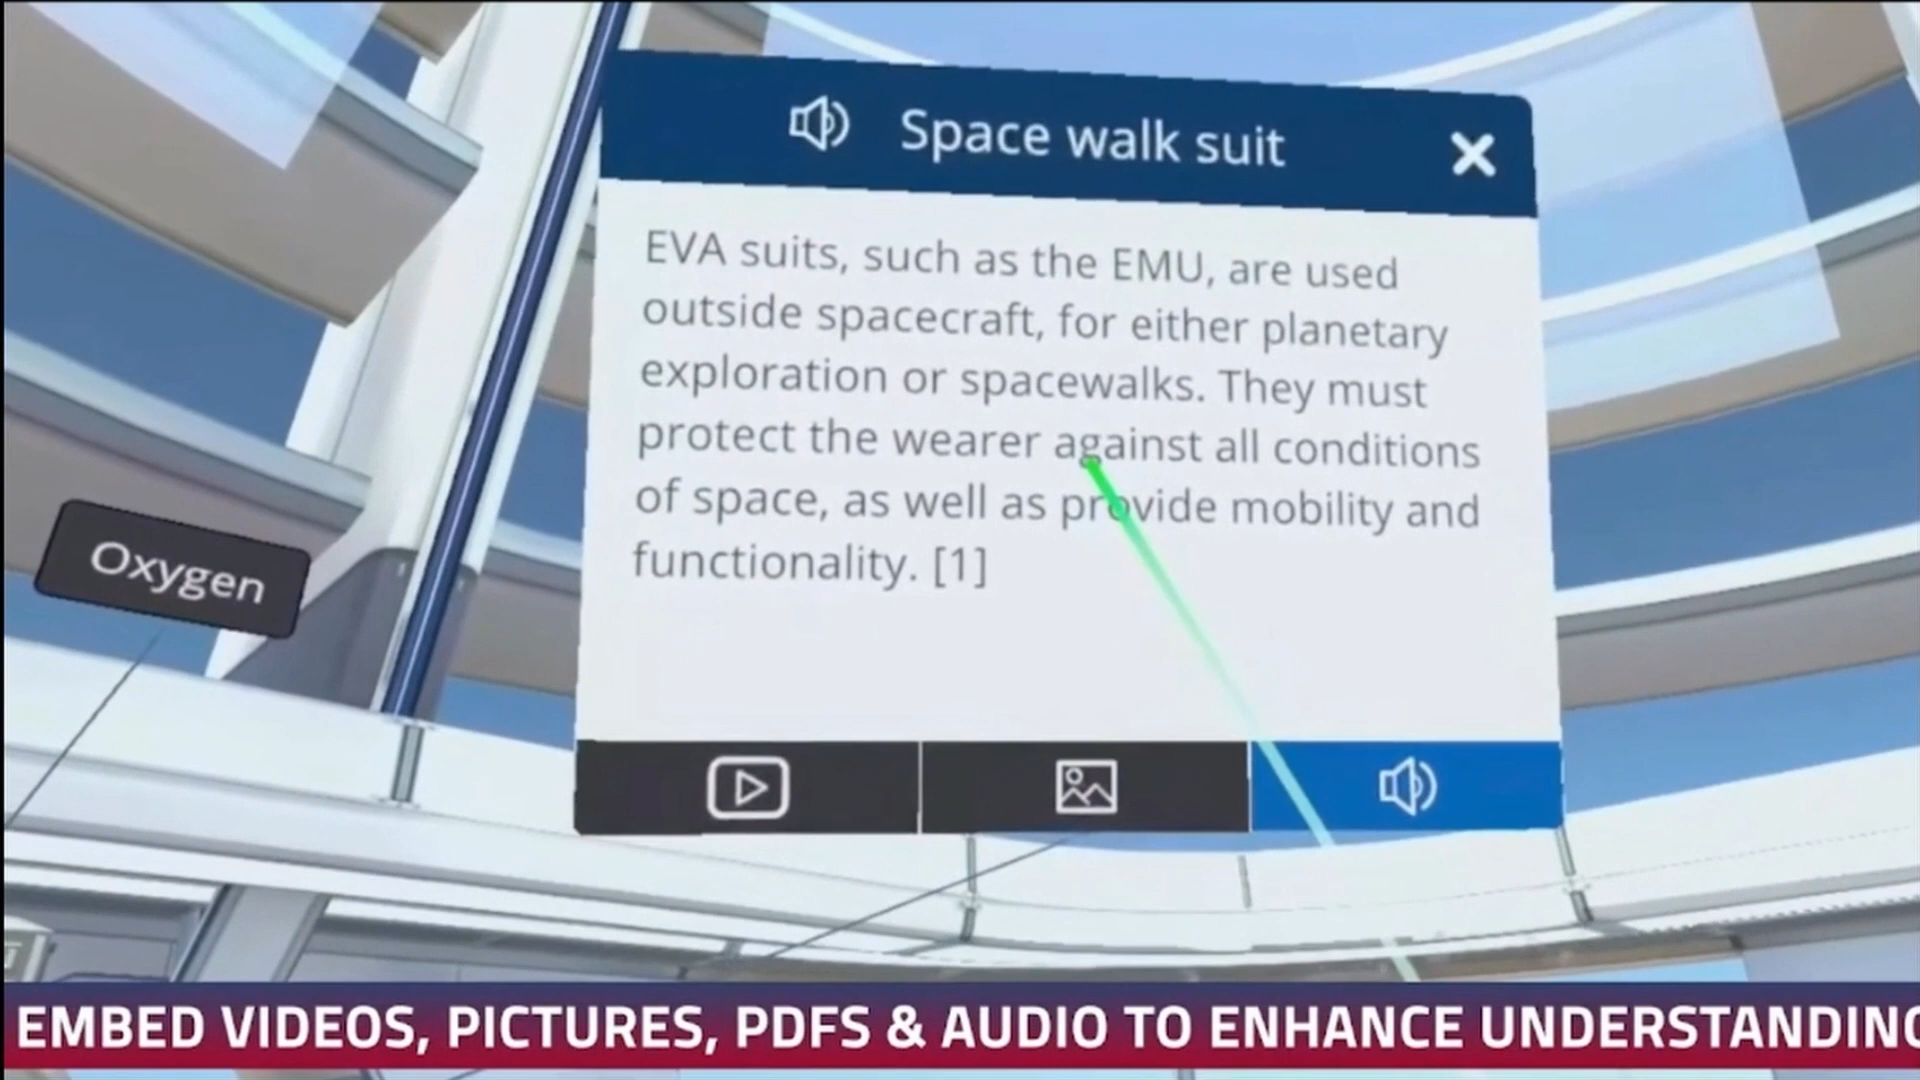 Space walk suit
EVA suits, such as the EMU, are used
outside spacecraft, for either planetary
exploration or spacewalks. They must
protect the wearer against all conditions
of space, as well as provide mobility and
functionality. [1]
Oxygen
EMBED VIDEOS, PICTURES, PDFS & AUDIO TO ENHANCE UNDERSTANDING